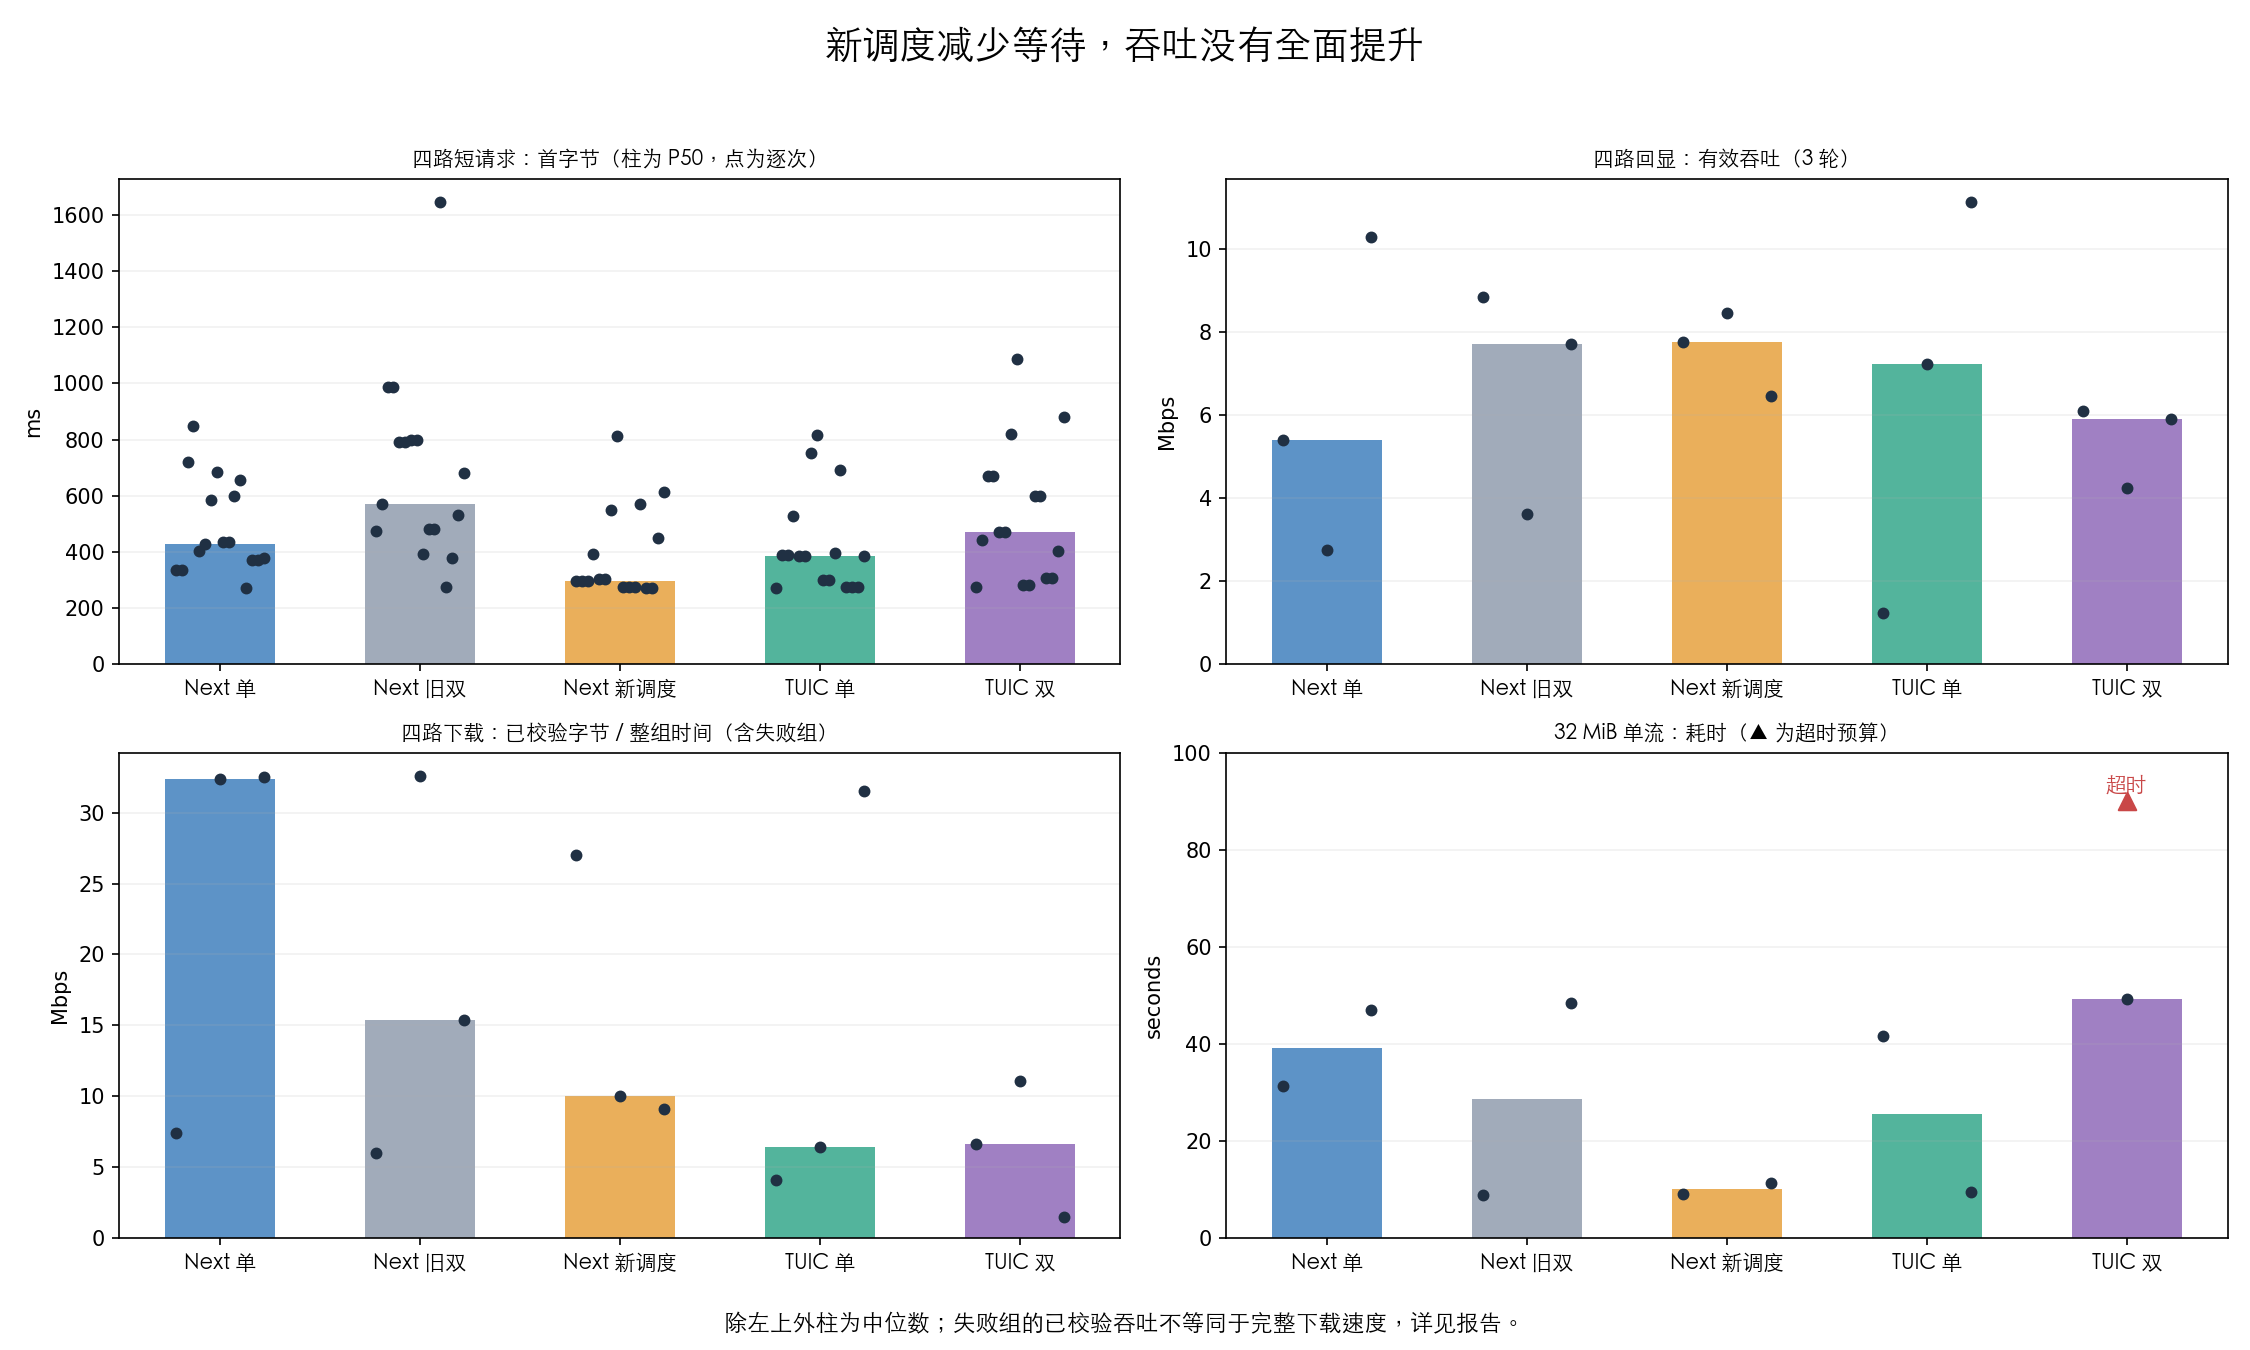 新调度减少等待，吞吐没有全面提升
四路短请求：首字节（柱为 P50，点为逐次）
ms
1600
1400
1200
1000
800
600
400
200
0
Next 单
Next 旧双
Next 新调度
TUIC 单
TUIC 双
四路回显：有效吞吐（3 轮）
Mbps
10
8
6
4
2
0
Next 单
Next 旧双
Next 新调度
TUIC 单
TUIC 双
四路下载：已校验字节 / 整组时间（含失败组）
Mbps
30
25
20
15
10
5
0
Next 单
Next 旧双
Next 新调度
TUIC 单
TUIC 双
32 MiB 单流：耗时（▲ 为超时预算）
seconds
100
80
60
40
20
0
超时
Next 单
Next 旧双
Next 新调度
TUIC 单
TUIC 双
除左上外柱为中位数；失败组的已校验吞吐不等同于完整下载速度，详见报告。